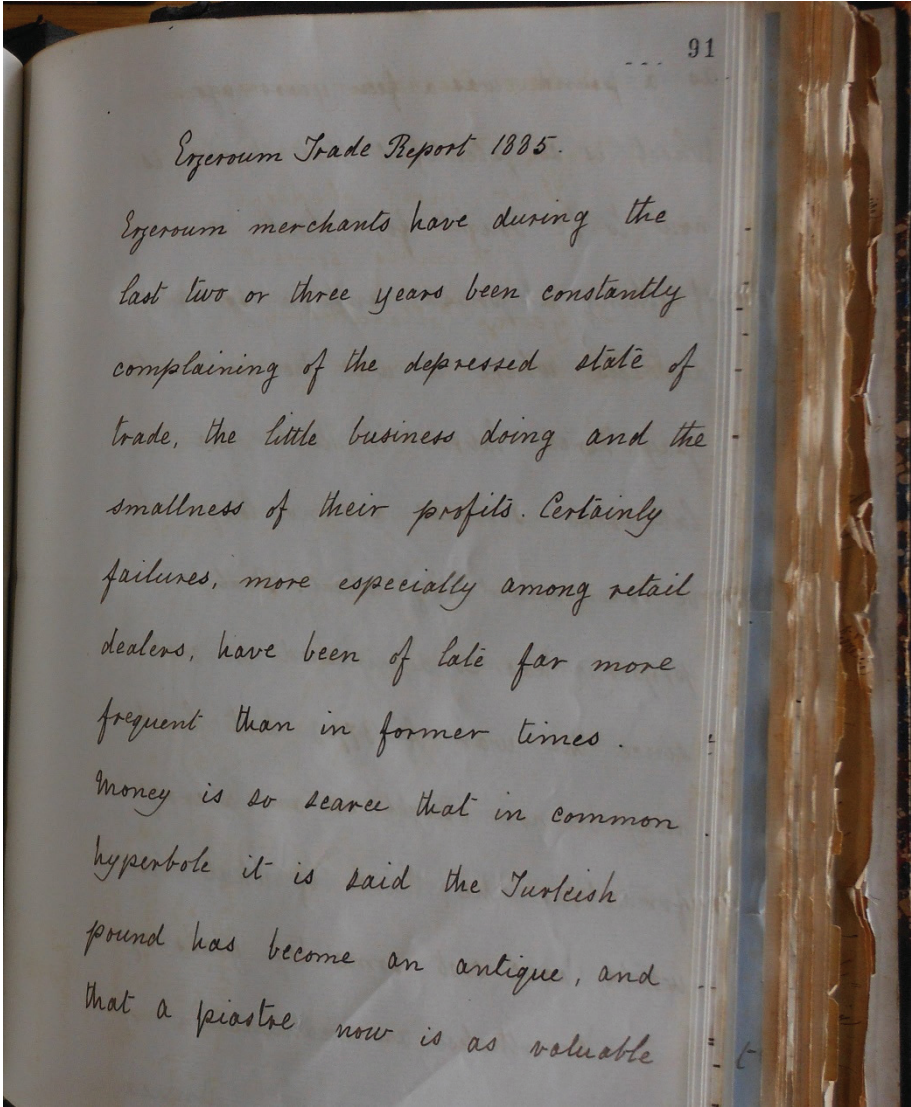 91
Erzeroum Trade Report 1885.
Erzeroum merchants have during the
last two or three years been constantly
complaining of the depressed state of
trade, the little business doing and the
smallness of their profits. Certainly
failures, more especially among retail
dealers, have been of late far more
frequent than in former times.
Money is so scarce that in common
hyperbole it is said the Turkish
pound has become an antique, and
that a piastre now is as valuable